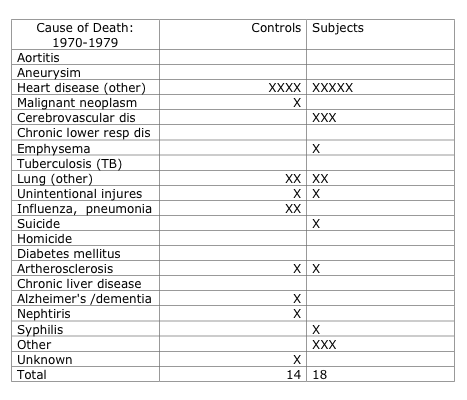 Cause of Death: Controls Subjects
1970-1979
Aortitis
Aneurysim
Heart disease (other) XXXX XXXXX
Malignant neoplasm X
Cerebrovascular dis XXX
Chronic lower resp dis
Emphysema X
Tuberculosis (TB)
Lung (other) XX XX
Unintentional injures X X
Influenza, pneumonia XX
Suicide X
Homicide
Diabetes mellitus
Artherosclerosis X X
Chronic liver disease
Alzheimer's /dementia X
Nephtiris X
Syphilis X
Other XXX
Unknown X
Total 14 18